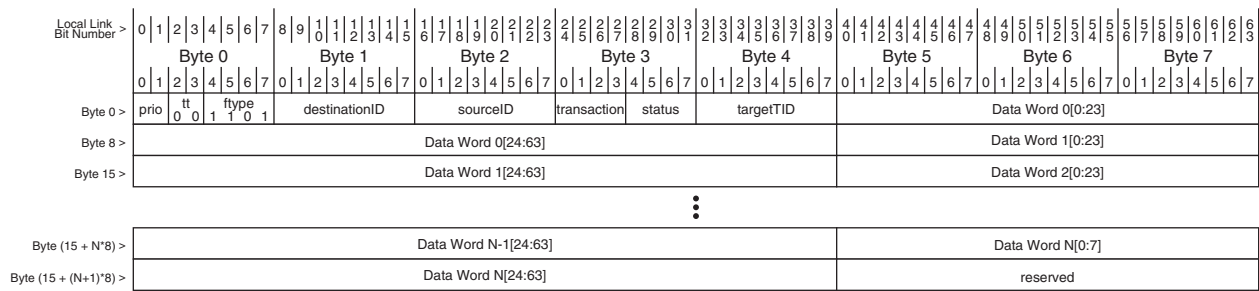 Local Link Bit Number > 0 1 2 3 4 5 6 7 8 9 10 11 12 13 14 15 16 17 18 19 20 21 22 23 24 25 26 27 28 29 30 31 32 33 34 35 36 37 38 39 40 41 42 43 44 45 46 47 48 49 50 51 52 53 54 55 56 57 58 59 60 61 62 63
Byte 0 Byte 1 Byte 2 Byte 3 Byte 4 Byte 5 Byte 6 Byte 7
0 1 2 3 4 5 6 7 0 1 2 3 4 5 6 7 0 1 2 3 4 5 6 7 0 1 2 3 4 5 6 7 0 1 2 3 4 5 6 7 0 1 2 3 4 5 6 7 0 1 2 3 4 5 6 7 0 1 2 3 4 5 6 7
Byte 0 > prio tt 0 0 ftype 1 1 0 1 destinationID sourceID transaction status targetTID Data Word 0[0:23]
Byte 8 > Data Word 0[24:63] Data Word 1[0:23]
Byte 15 > Data Word 1[24:63] Data Word 2[0:23]
Byte (15 + N*8) > Data Word N-1[24:63] Data Word N[0:7]
Byte (15 + (N+1)*8) > Data Word N[24:63] reserved